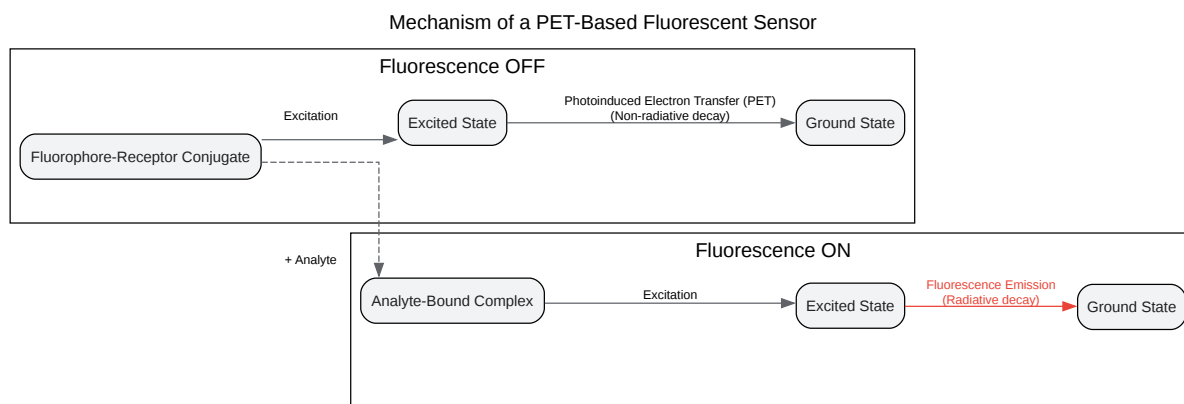 Mechanism of a PET-Based Fluorescent Sensor
Fluorescence OFF
Fluorophore-Receptor Conjugate
Excitation
Excited State
Photoinduced Electron Transfer (PET)
(Non-radiative decay)
Ground State
+ Analyte
Fluorescence ON
Analyte-Bound Complex
Excitation
Excited State
Fluorescence Emission
(Radiative decay)
Ground State